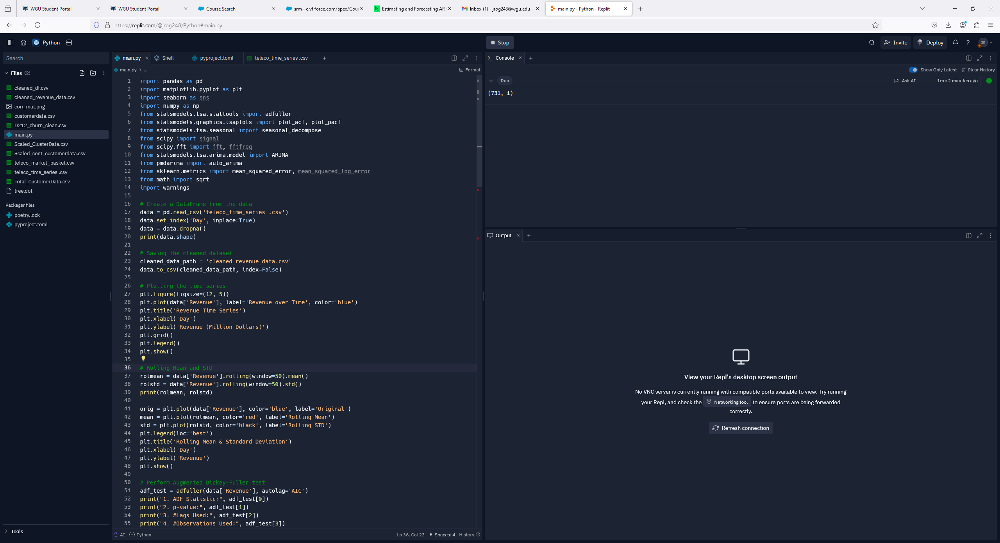 WGU Student Portal
WGU Student Portal
Course Search
srm--c.vf.force.com/apex/Cou
Estimating and Forecasting AR
Inbox (1) - jrog248@wgu.edu -
main.py - Python - Replit
https://replit.com/@jrog248/Python#main.py
Python
Stop
Invite
Deploy
JR
Search
Files
cleaned_df.csv
cleaned_revenue_data.csv
corr_mat.png
customerdata.csv
D212_churn_clean.csv
main.py
Scaled_ClusterData.csv
Scaled_cont_customerdata.csv
teleco_market_basket.csv
teleco_time_series .csv
Total_CustomerData.csv
tree.dot
Packager files
poetry.lock
pyproject.toml
Tools
main.py
Shell
pyproject.toml
teleco_time_series .csv
main.py > ...
Format
1 import pandas as pd
2 import matplotlib.pyplot as plt
3 import seaborn as sns
4 import numpy as np
5 from statsmodels.tsa.stattools import adfuller
6 from statsmodels.graphics.tsaplots import plot_acf, plot_pacf
7 from statsmodels.tsa.seasonal import seasonal_decompose
8 from scipy import signal
9 from scipy.fft import fft, fftfreq
10 from statsmodels.tsa.arima.model import ARIMA
11 from pmdarima import auto_arima
12 from sklearn.metrics import mean_squared_error, mean_squared_log_error
13 from math import sqrt
14 import warnings
15
16 # Create a DataFrame from the data
17 data = pd.read_csv('teleco_time_series .csv')
18 data.set_index('Day', inplace=True)
19 data = data.dropna()
20 print(data.shape)
21
22 # Saving the cleaned dataset
23 cleaned_data_path = 'cleaned_revenue_data.csv'
24 data.to_csv(cleaned_data_path, index=False)
25
26 # Plotting the time series
27 plt.figure(figsize=(12, 5))
28 plt.plot(data['Revenue'], label='Revenue over Time', color='blue')
29 plt.title('Revenue Time Series')
30 plt.xlabel('Day')
31 plt.ylabel('Revenue (Million Dollars)')
32 plt.grid()
33 plt.legend()
34 plt.show()
35
36 # Rolling Mean and STD
37 rolmean = data['Revenue'].rolling(window=50).mean()
38 rolstd = data['Revenue'].rolling(window=50).std()
39 print(rolmean, rolstd)
40
41 orig = plt.plot(data['Revenue'], color='blue', label='Original')
42 mean = plt.plot(rolmean, color='red', label='Rolling Mean')
43 std = plt.plot(rolstd, color='black', label='Rolling STD')
44 plt.legend(loc='best')
45 plt.title('Rolling Mean & Standard Deviation')
46 plt.xlabel('Day')
47 plt.ylabel('Revenue')
48 plt.show()
49
50 # Perform Augmented Dickey-Fuller test
51 adf_test = adfuller(data['Revenue'], autolag='AIC')
52 print("1. ADF Statistic:", adf_test[0])
53 print("2. p-value:", adf_test[1])
54 print("3. #Lags Used:", adf_test[2])
55 print("4. #Observations Used:", adf_test[3])
AI
Python
Ln 36, Col 23
Spaces: 4
History
Console
Show Only Latest
Clear History
Run
Ask AI
1m • 2 minutes ago
(731, 1)
Output
View your Repl's desktop screen output
No VNC server is currently running with compatible ports available to view. Try running
your Repl, and check the Networking tool to ensure ports are being forwarded
correctly.
Refresh connection